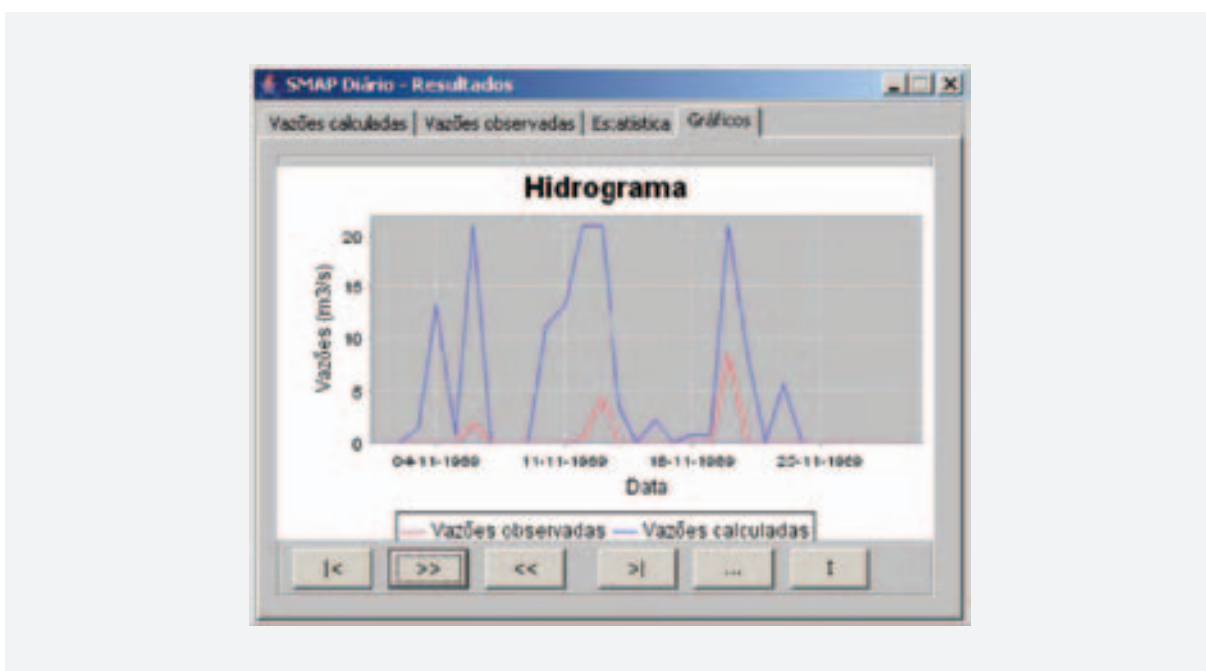 SMAP Diário - Resultados
Vazões calculadas Vazões observadas Estatística Gráficos
Hidrograma
Vazões (m3/s)
20
15
10
5
0
04-11-1969 11-11-1969 18-11-1969 25-11-1969
Data
Vazões observadas Vazões calculadas
|< >> << >| ... I